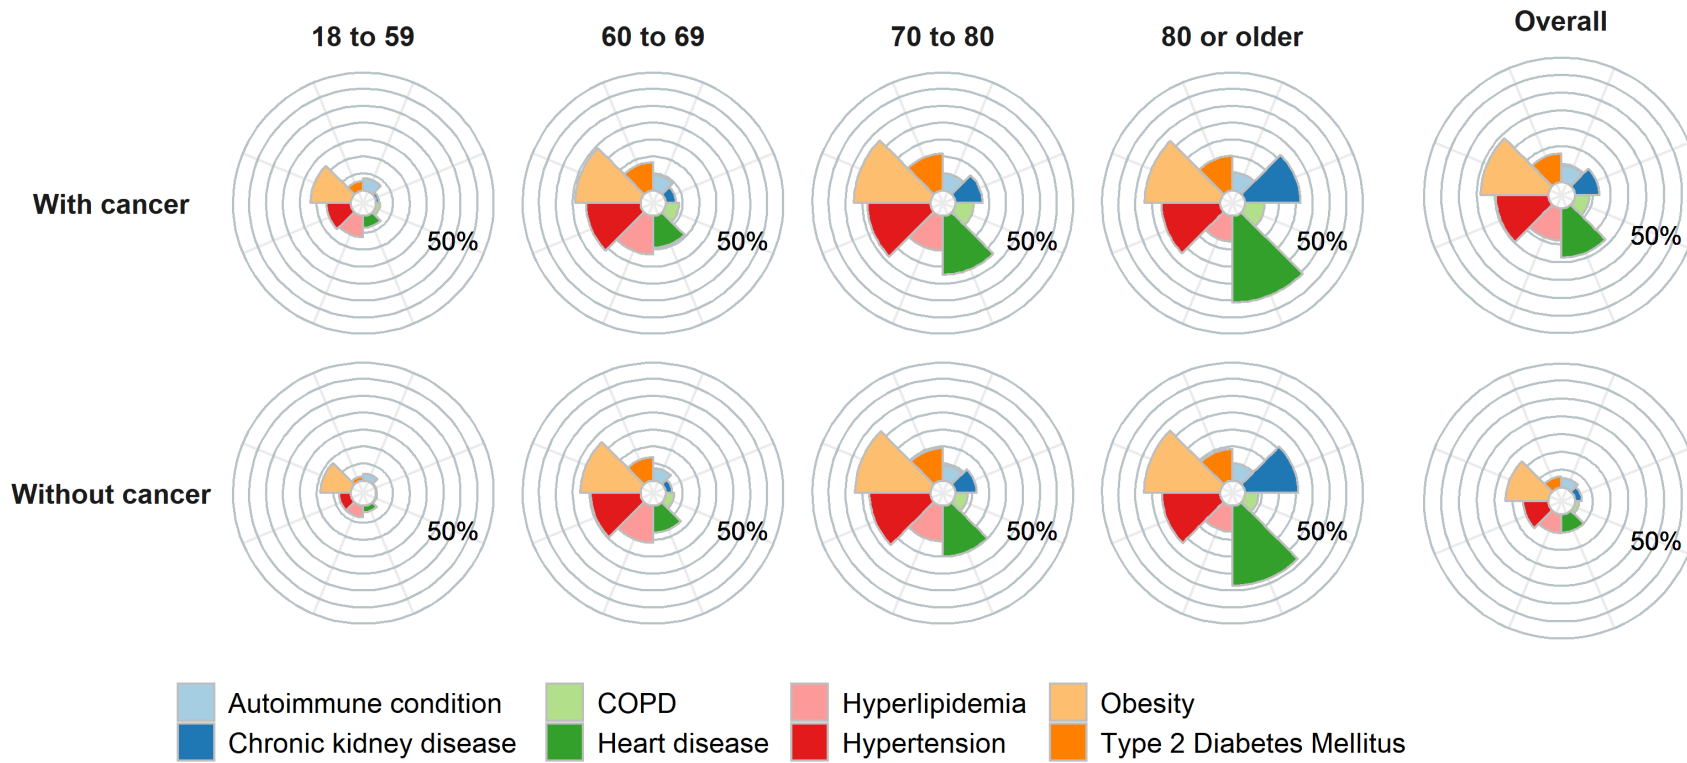 18 to 59
60 to 69
70 to 80
80 or older
Overall
With cancer
50%
50%
50%
50%
50%
Without cancer
50%
50%
50%
50%
50%
Autoimmune condition
COPD
Hyperlipidemia
Obesity
Chronic kidney disease
Heart disease
Hypertension
Type 2 Diabetes Mellitus